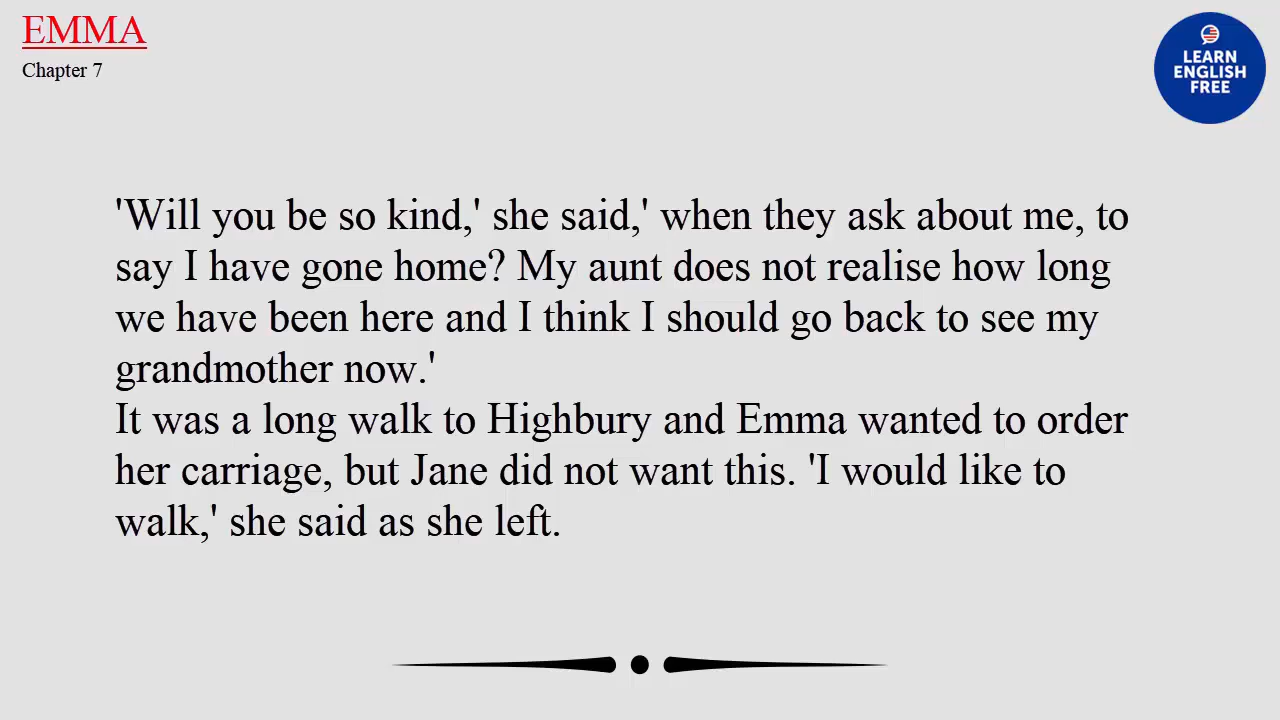 EMMA
Chapter 7
LEARN
ENGLISH
FREE
'Will you be so kind,' she said,' when they ask about me, to
say I have gone home? My aunt does not realise how long
we have been here and I think I should go back to see my
grandmother now.'
It was a long walk to Highbury and Emma wanted to order
her carriage, but Jane did not want this. 'I would like to
walk,' she said as she left.